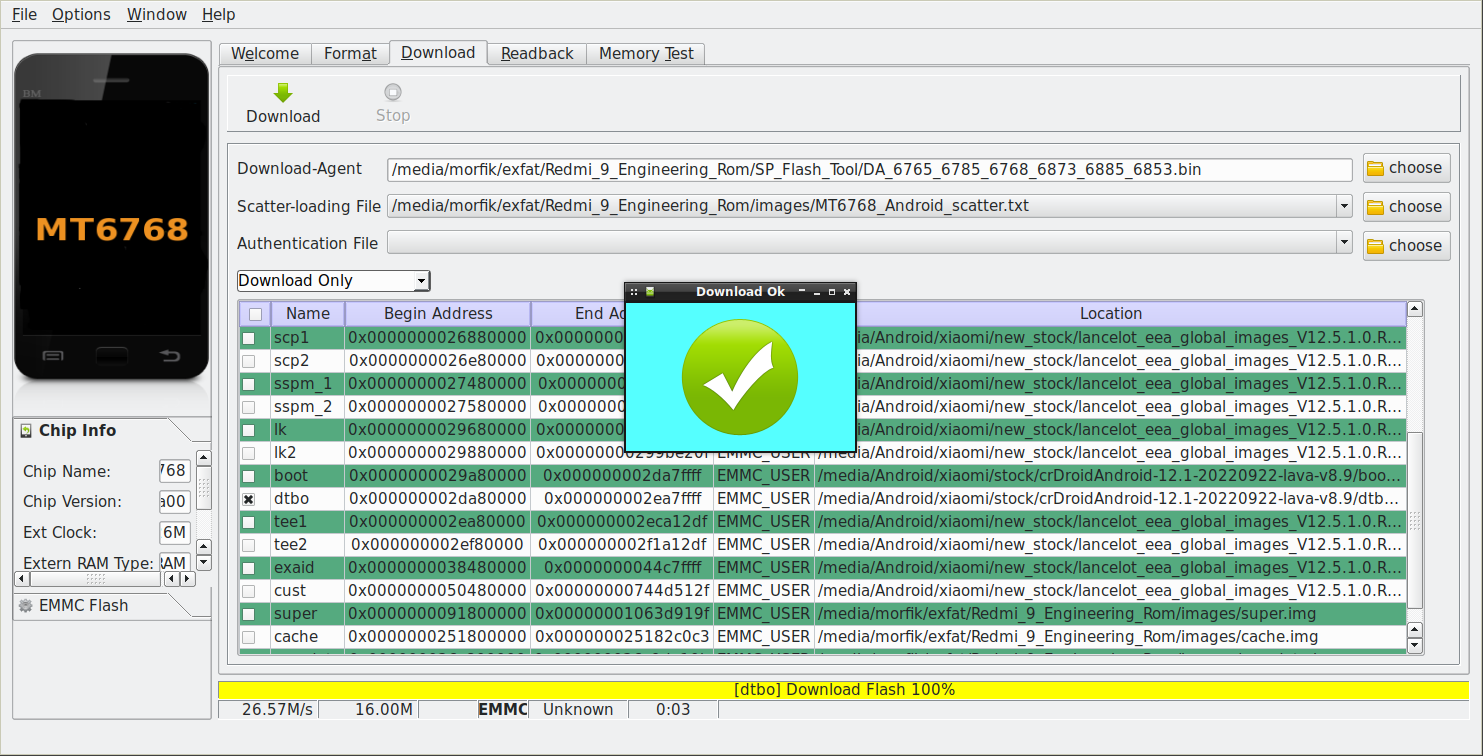 File Options Window Help
Welcome Format Download Readback Memory Test
BM
MT6768
Download Stop
Download-Agent /media/morfik/exfat/Redmi_9_Engineering_Rom/SP_Flash_Tool/DA_6765_6785_6768_6873_6885_6853.bin choose
Scatter-loading File /media/morfik/exfat/Redmi_9_Engineering_Rom/images/MT6768_Android_scatter.txt choose
Authentication File choose
Download Only
Download Ok
Name Begin Address End Ad Location
scp1 0x0000000026880000 0x0000000 dia/Android/xiaomi/new_stock/lancelot_eea_global_images_V12.5.1.0.R...
scp2 0x0000000026e80000 0x000000 ia/Android/xiaomi/new_stock/lancelot_eea_global_images_V12.5.1.0.R...
sspm_1 0x0000000027480000 0x000000 dia/Android/xiaomi/new_stock/lancelot_eea_global_images_V12.5.1.0.R...
sspm_2 0x0000000027580000 0x000000 dia/Android/xiaomi/new_stock/lancelot_eea_global_images_V12.5.1.0.R...
lk 0x0000000029680000 0x000000 dia/Android/xiaomi/new_stock/lancelot_eea_global_images_V12.5.1.0.R...
lk2 0x0000000029880000 EMMC_USER /media/Android/xiaomi/new_stock/lancelot_eea_global_images_V12.5.1.0.R...
boot 0x0000000029a80000 0x000000002da7ffff EMMC_USER /media/Android/xiaomi/stock/crDroidAndroid-12.1-20220922-lava-v8.9/boo...
dtbo 0x000000002da80000 0x000000002ea7ffff EMMC_USER /media/Android/xiaomi/stock/crDroidAndroid-12.1-20220922-lava-v8.9/dtb...
tee1 0x000000002ea80000 0x000000002eca12df EMMC_USER /media/Android/xiaomi/new_stock/lancelot_eea_global_images_V12.5.1.0.R...
tee2 0x000000002ef80000 0x000000002f1a12df EMMC_USER /media/Android/xiaomi/new_stock/lancelot_eea_global_images_V12.5.1.0.R...
exaid 0x0000000038480000 0x0000000044c7ffff EMMC_USER /media/Android/xiaomi/new_stock/lancelot_eea_global_images_V12.5.1.0.R...
cust 0x0000000050480000 0x00000000744d512f EMMC_USER /media/Android/xiaomi/new_stock/lancelot_eea_global_images_V12.5.1.0.R...
super 0x0000000091800000 0x00000001063d919f EMMC_USER /media/morfik/exfat/Redmi_9_Engineering_Rom/images/super.img
cache 0x0000000251800000 0x000000025182c0c3 EMMC_USER /media/morfik/exfat/Redmi_9_Engineering_Rom/images/cache.img
Chip Info
Chip Name: 768
Chip Version: a00
Ext Clock: 6M
Extern RAM Type: RAM
EMMC Flash
[dtbo] Download Flash 100%
26.57M/s 16.00M EMMC Unknown 0:03